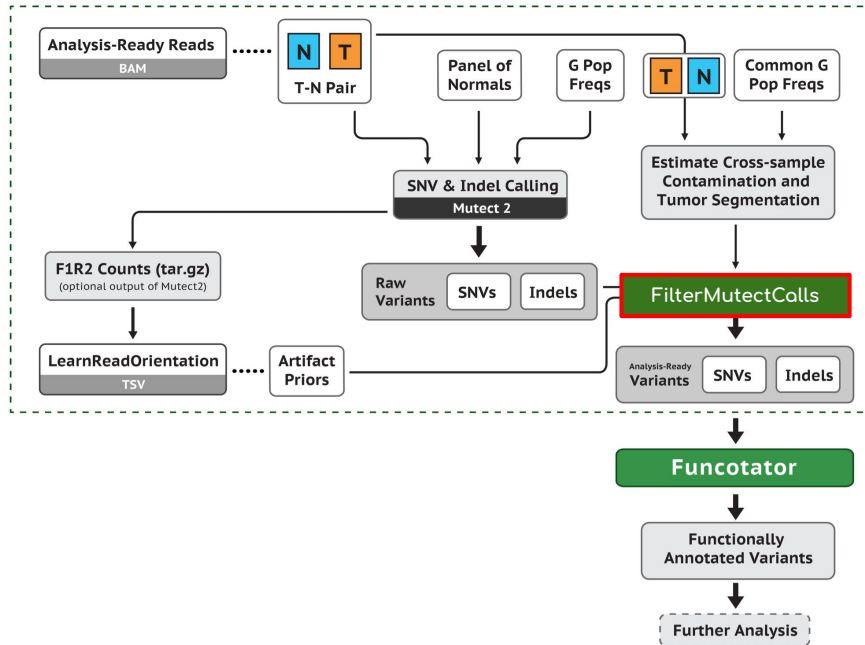 Analysis-Ready Reads
BAM
N T
T-N Pair
Panel of
Normals
G Pop
Freqs
T N
Common G
Pop Freqs
SNV & Indel Calling
Mutect 2
Estimate Cross-sample
Contamination and
Tumor Segmentation
F1R2 Counts (tar.gz)
(optional output of Mutect2)
Raw
Variants
SNVs
Indels
FilterMutectCalls
LearnReadOrientation
TSV
Artifact
Priors
Analysis-Ready
Variants
SNVs
Indels
Funcotator
Functionally
Annotated Variants
Further Analysis